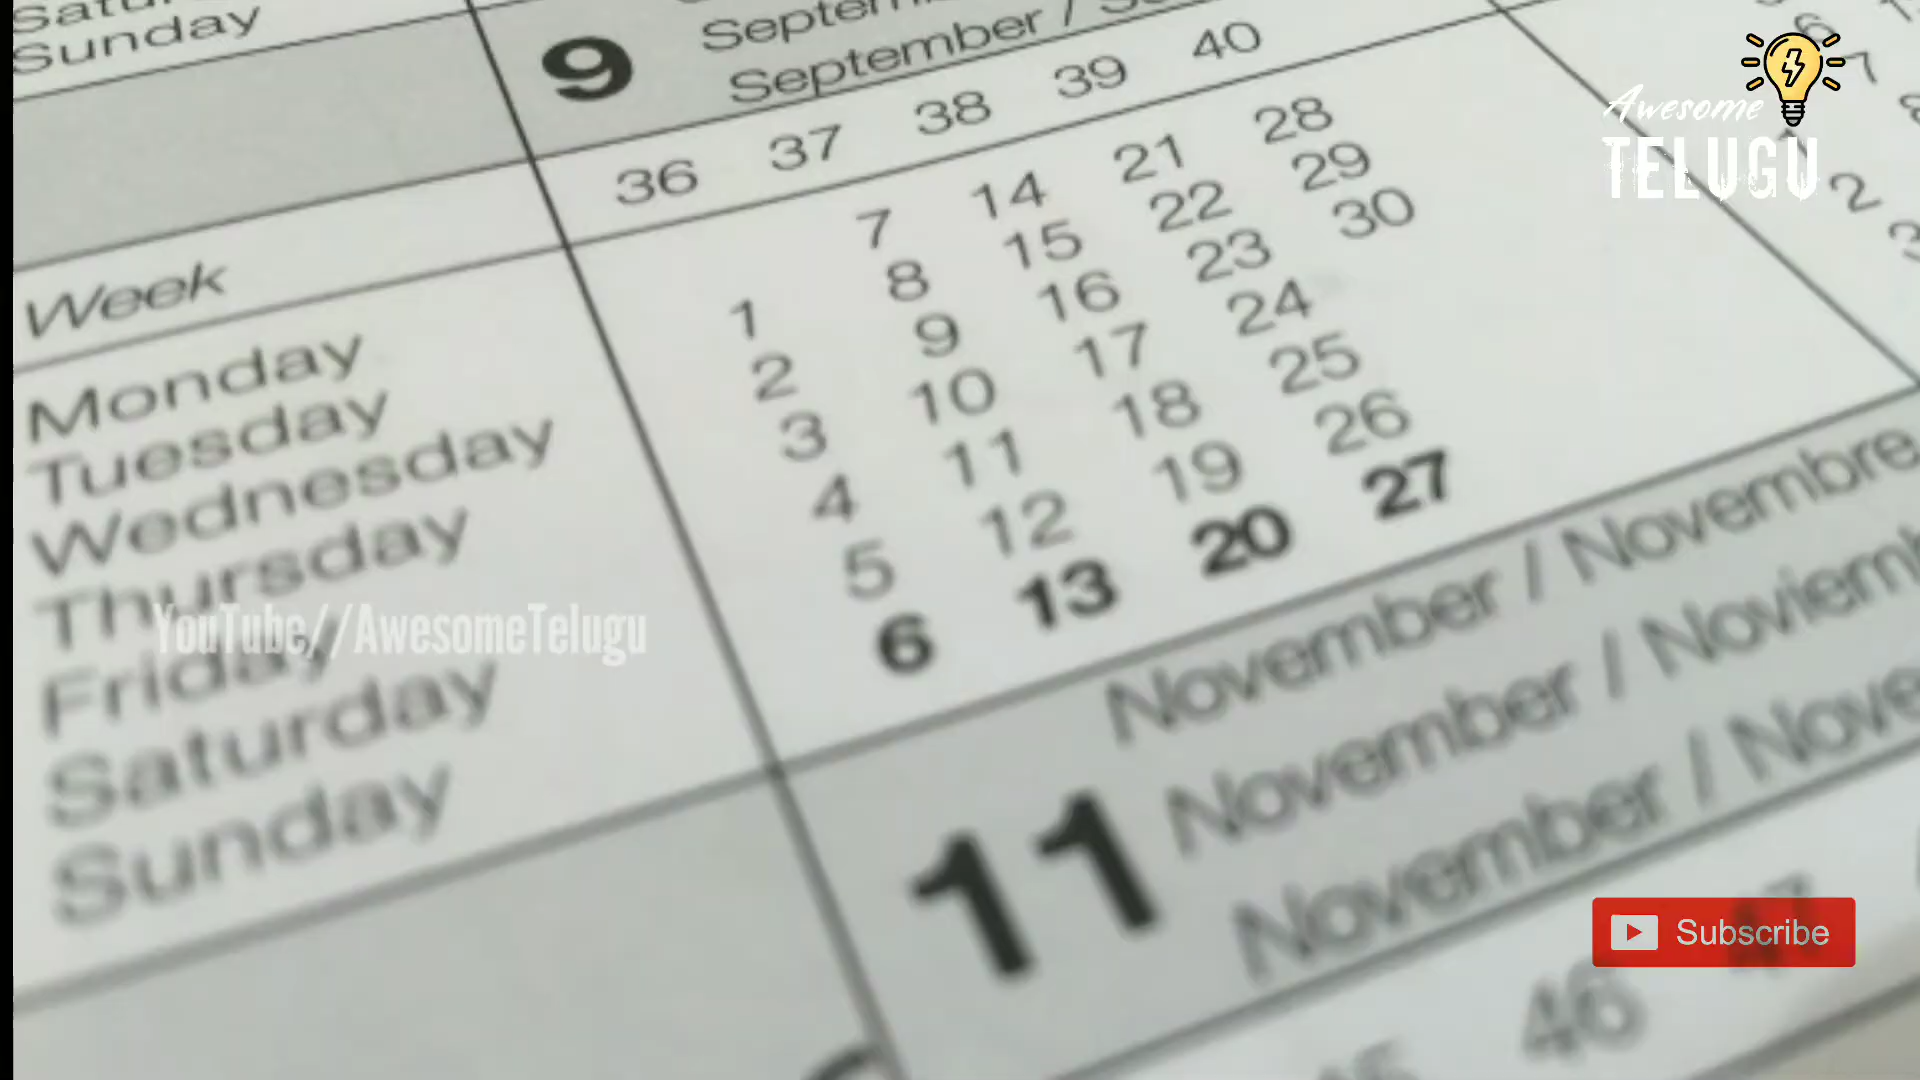 Sunday
9
September /
36 37 38 39 40
Week
Monday 7 14 21 28
Tuesday 1 8 15 22 29
Wednesday 2 9 16 23 30
Thursday 3 10 17 24
Friday 4 11 18 25
Saturday 5 12 19 26
Sunday 6 13 20 27
11
November / Novembre
November /
November /
46 47
2
3
Awesome
TELUGU
YouTube//AwesomeTelugu
Subscribe